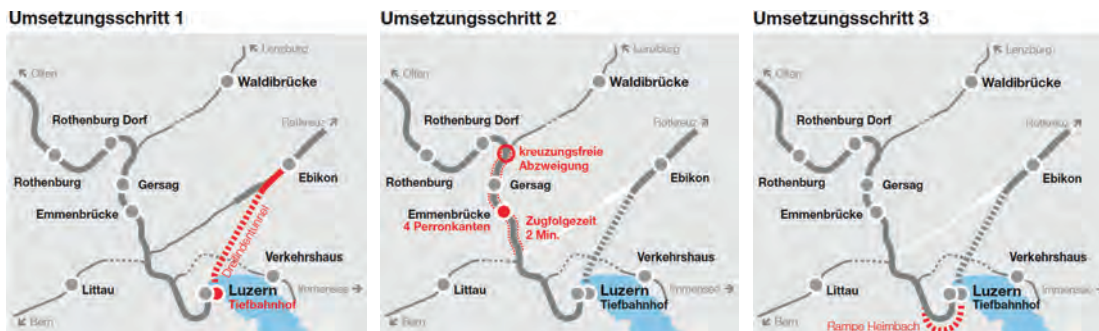 Umsetzungsschritt 1
Lenzburg
Olten
Waldibrücke
Rothenburg Dorf
Rotkreuz
Rothenburg
Gersag
Ebikon
Emmenbrücke
Dreilindentunnel
Verkehrshaus
Littau
Luzern
Tiefbahnhof
Immensee
Bern
Umsetzungsschritt 2
Lenzburg
Olten
Waldibrücke
Rothenburg Dorf
Rotkreuz
kreuzungsfreie
Abzweigung
Rothenburg
Gersag
Ebikon
Emmenbrücke
4 Perronkanten
Zugfolgezeit
2 Min.
Verkehrshaus
Littau
Luzern
Tiefbahnhof
Immensee
Bern
Umsetzungsschritt 3
Lenzburg
Olten
Waldibrücke
Rothenburg Dorf
Rotkreuz
Rothenburg
Gersag
Ebikon
Emmenbrücke
Verkehrshaus
Littau
Luzern
Tiefbahnhof
Immensee
Bern
Rampe Heimbach